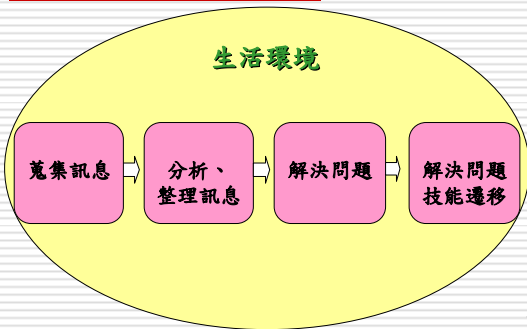 生活環境
蒐集訊息
分析、
整理訊息
解決問題
解決問題
技能遷移